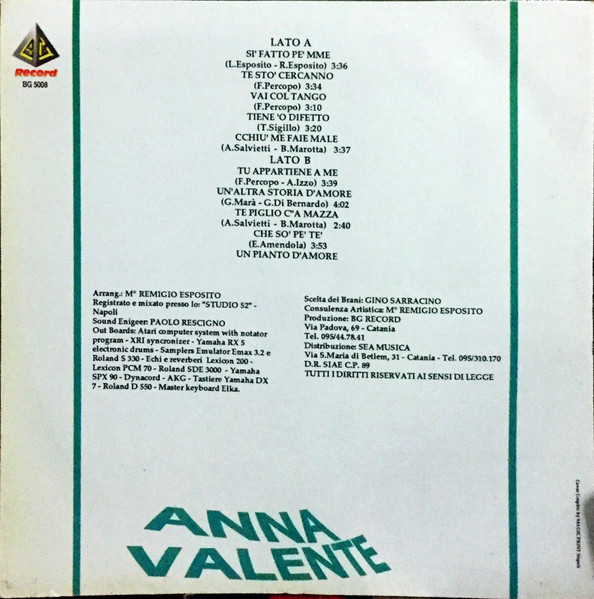 BG
Record
BG 5008
LATO A
SI' FATTO PE' MME
(L.Esposito - R.Esposito) 3:36
TE STO' CERCANNO
(F.Percopo) 3:34
VAI COL TANGO
(F.Percopo) 3:10
TIENE 'O DIFETTO
(T.Sigillo) 3:20
CCHIU' ME FAIE MALE
(A.Salvietti - B.Marotta) 3:37
LATO B
TU APPARTIENE A ME
(F.Percopo - A.Izzo) 3:39
UN'ALTRA STORIA D'AMORE
(G.Marà - G.Di Bernardo) 4:02
TE PIGLIO C''A MAZZA
(A.Salvietti - B.Marotta) 2:40
CHE SO' PE' TE'
(E.Amendola) 3:53
UN PIANTO D'AMORE
Arrang.: M° REMIGIO ESPOSITO
Registrato e mixato presso lo: "STUDIO 52" -
Napoli
Sound Enigeer: PAOLO RESCIGNO
Out Boards: Atari computer system with notator
program - XRI syncronizer - Yamaha RX 5
electronic drums - Samplers Emulator Emax 3.2 e
Roland S 330 - Echi e reverberi Lexicon 200 -
Lexicon PCM 70 - Roland SDE 3000 - Yamaha
SPX 90 - Dynacord - AKG - Tastiere Yamaha DX
7 - Roland D 550 - Master keyboard Elka.
Scelta dei Brani: GINO SARRACINO
Consulenza Artistica: M° REMIGIO ESPOSITO
Produzione: BG RECORD
Via Padova, 69 - Catania
Tel. 095/44.78.41
Distribuzione: SEA MUSICA
Via S.Maria di Betlem, 31 - Catania - Tel. 095/310.170
D.R. SIAE C.P. 89
TUTTI I DIRITTI RISERVATI AI SENSI DI LEGGE
ANNA
VALENTE
by MAGIC PRINT Napoli